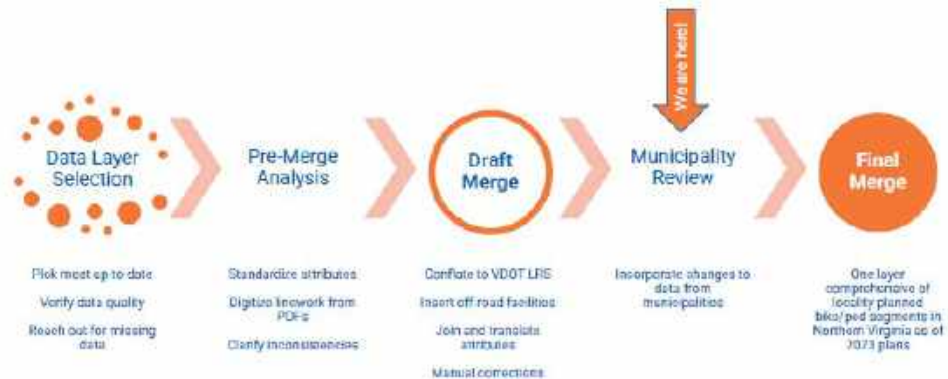 We are here!
Data Layer
Selection
Pre-Merge
Analysis
Draft
Merge
Municipality
Review
Final
Merge
Pick most up to date
Verify data quality
Reach out for missing
data
Standardize attributes
Digitize linework from
PDFs
Clarify inconsistencies
Conflate to VDOT LRS
Insert off road facilities
Join and translate
attributes
Manual corrections
Incorporate changes to
data from
municipalities
One layer
comprehensive of
locality planned
bike/ped segments in
Northern Virginia as of
2023 plans